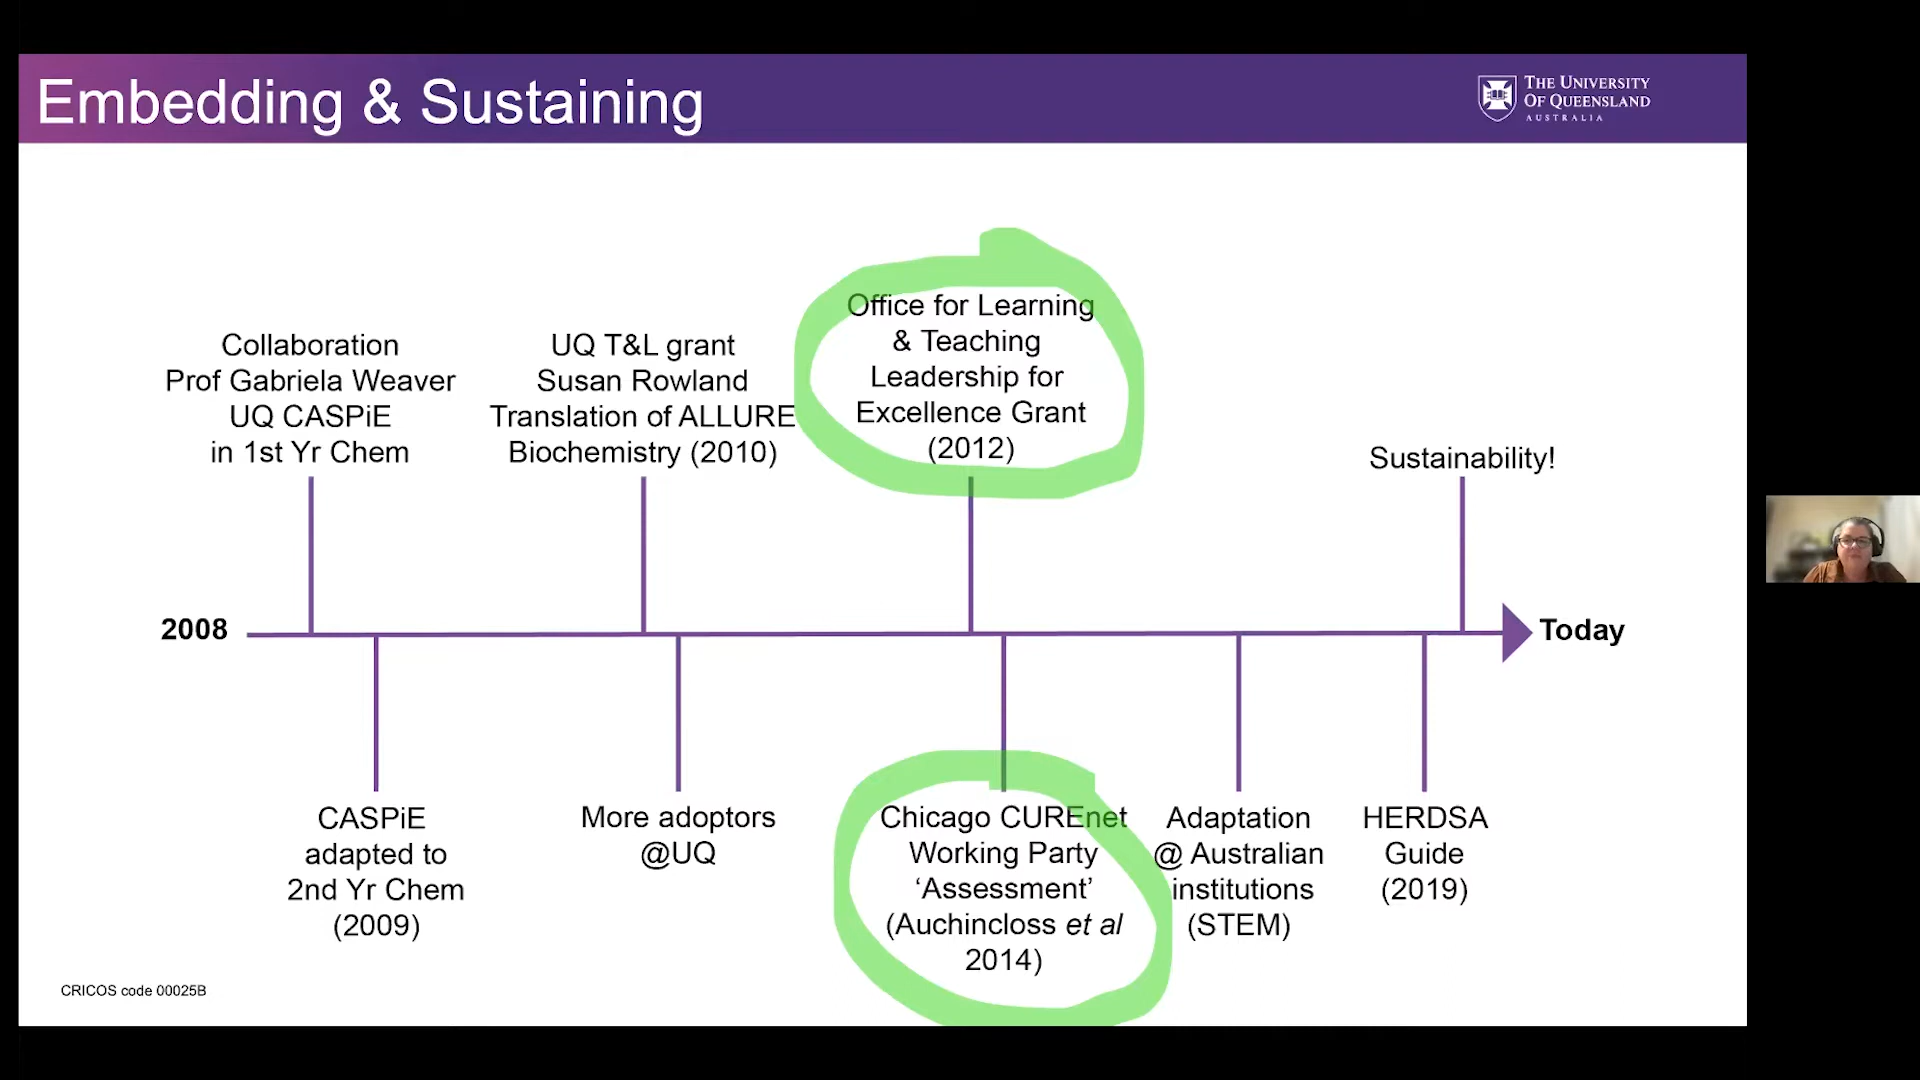 Embedding & Sustaining
THE UNIVERSITY
OF QUEENSLAND
AUSTRALIA
Collaboration
Prof Gabriela Weaver
UQ CASPiE
in 1st Yr Chem
UQ T&L grant
Susan Rowland
Translation of ALLURE
Biochemistry (2010)
Office for Learning
& Teaching
Leadership for
Excellence Grant
(2012)
Sustainability!
2008
Today
CASPiE
adapted to
2nd Yr Chem
(2009)
More adoptors
@UQ
Chicago CUREnet
Working Party
‘Assessment’
(Auchincloss et al
2014)
Adaptation
@ Australian
institutions
(STEM)
HERDSA
Guide
(2019)
CRICOS code 00025B